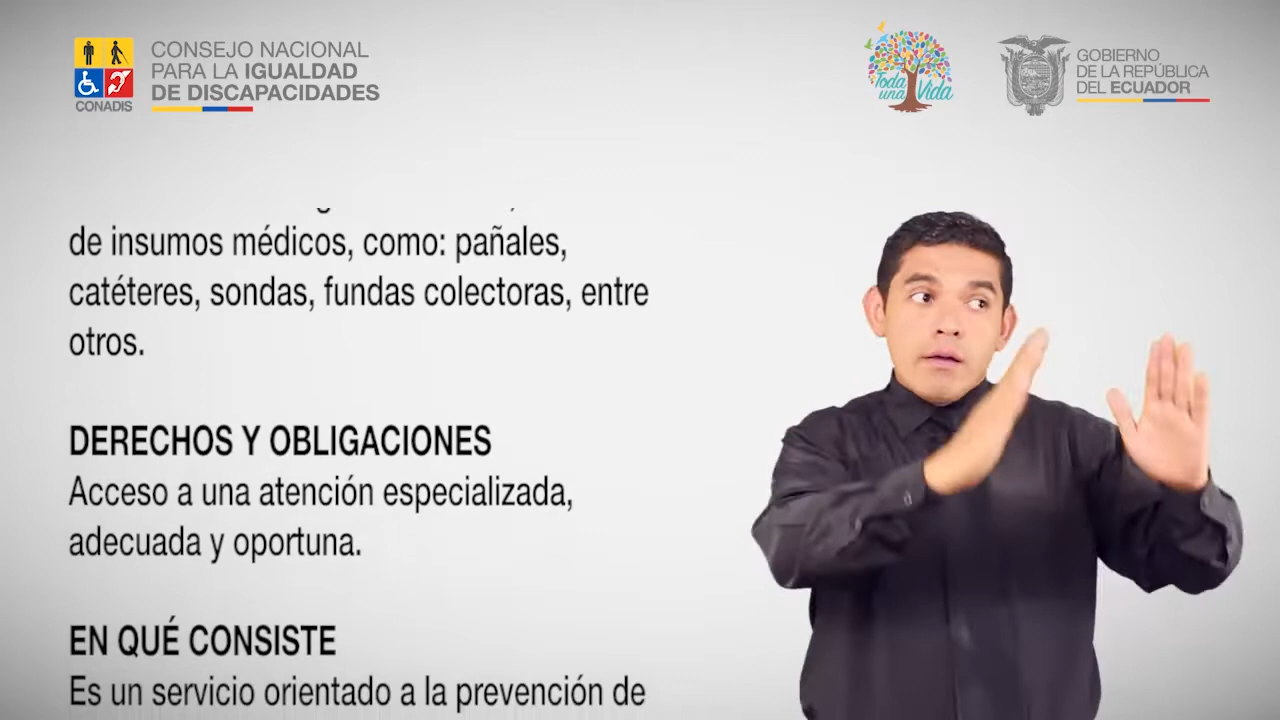 CONSEJO NACIONAL
PARA LA IGUALDAD
DE DISCAPACIDADES
CONADIS
Toda
una Vida
GOBIERNO
DE LA REPÚBLICA
DEL ECUADOR
de insumos médicos, como: pañales,
catéteres, sondas, fundas colectoras, entre
otros.
DERECHOS Y OBLIGACIONES
Acceso a una atención especializada,
adecuada y oportuna.
EN QUÉ CONSISTE
Es un servicio orientado a la prevención de